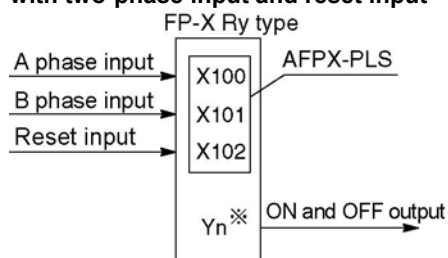 with two-phase input and reset input
FP-X Ry type
A phase input
X100
AFPX-PLS
B phase input
X101
Reset input
X102
Yn※
ON and OFF output